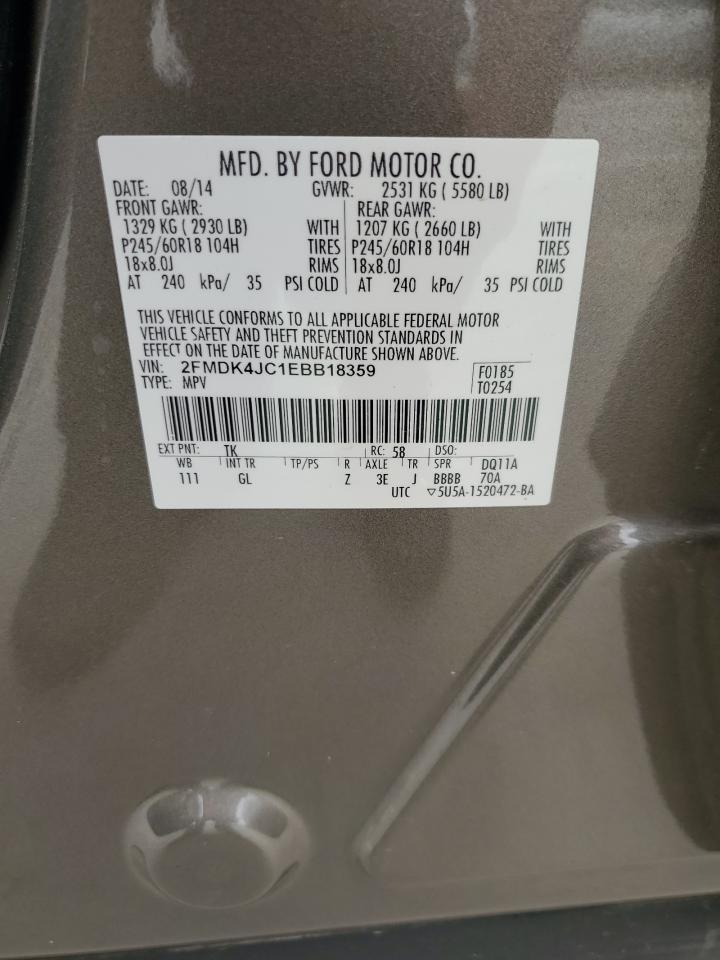 MFD. BY FORD MOTOR CO.
DATE: 08/14 GVWR: 2531 KG ( 5580 LB)
FRONT GAWR: REAR GAWR:
1329 KG ( 2930 LB) WITH 1207 KG ( 2660 LB) WITH
P245/60R18 104H TIRES P245/60R18 104H TIRES
18x8.0J RIMS 18x8.0J RIMS
AT 240 kPa/ 35 PSI COLD AT 240 kPa/ 35 PSI COLD
THIS VEHICLE CONFORMS TO ALL APPLICABLE FEDERAL MOTOR
VEHICLE SAFETY AND THEFT PREVENTION STANDARDS IN
EFFECT ON THE DATE OF MANUFACTURE SHOWN ABOVE.
VIN: 2FMDK4JC1EBB18359 F0185
TYPE: MPV T0254
EXT PNT: TK RC: 58 DSO:
WB INT TR TP/PS R AXLE TR SPR DQ11A
111 GL Z 3E J BBBB 70A
UTC ▽5U5A-1520472-BA